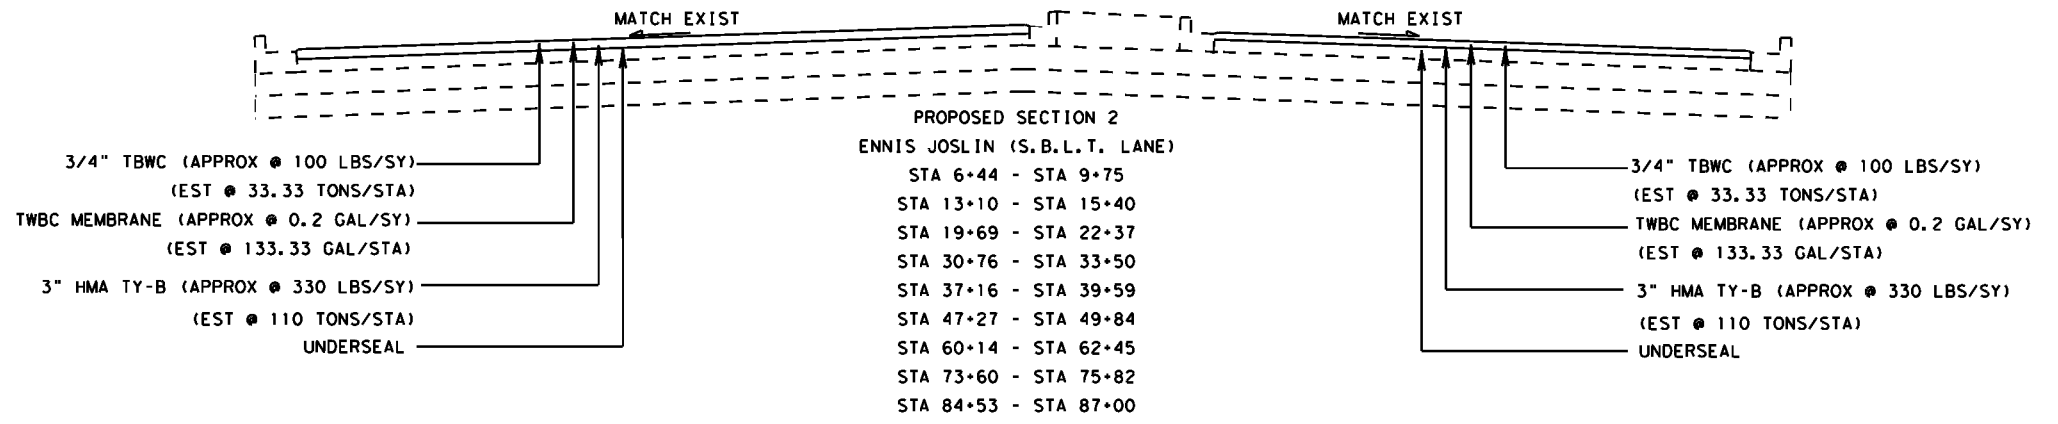 MATCH EXIST
MATCH EXIST
PROPOSED SECTION 2
ENNIS JOSLIN (S.B.L.T. LANE)
STA 6+44 - STA 9+75
STA 13+10 - STA 15+40
STA 19+69 - STA 22+37
STA 30+76 - STA 33+50
STA 37+16 - STA 39+59
STA 47+27 - STA 49+84
STA 60+14 - STA 62+45
STA 73+60 - STA 75+82
STA 84+53 - STA 87+00
3/4" TBWC (APPROX @ 100 LBS/SY)
(EST @ 33.33 TONS/STA)
TWBC MEMBRANE (APPROX @ 0.2 GAL/SY)
(EST @ 133.33 GAL/STA)
3" HMA TY-B (APPROX @ 330 LBS/SY)
(EST @ 110 TONS/STA)
UNDERSEAL
3/4" TBWC (APPROX @ 100 LBS/SY)
(EST @ 33.33 TONS/STA)
TWBC MEMBRANE (APPROX @ 0.2 GAL/SY)
(EST @ 133.33 GAL/STA)
3" HMA TY-B (APPROX @ 330 LBS/SY)
(EST @ 110 TONS/STA)
UNDERSEAL